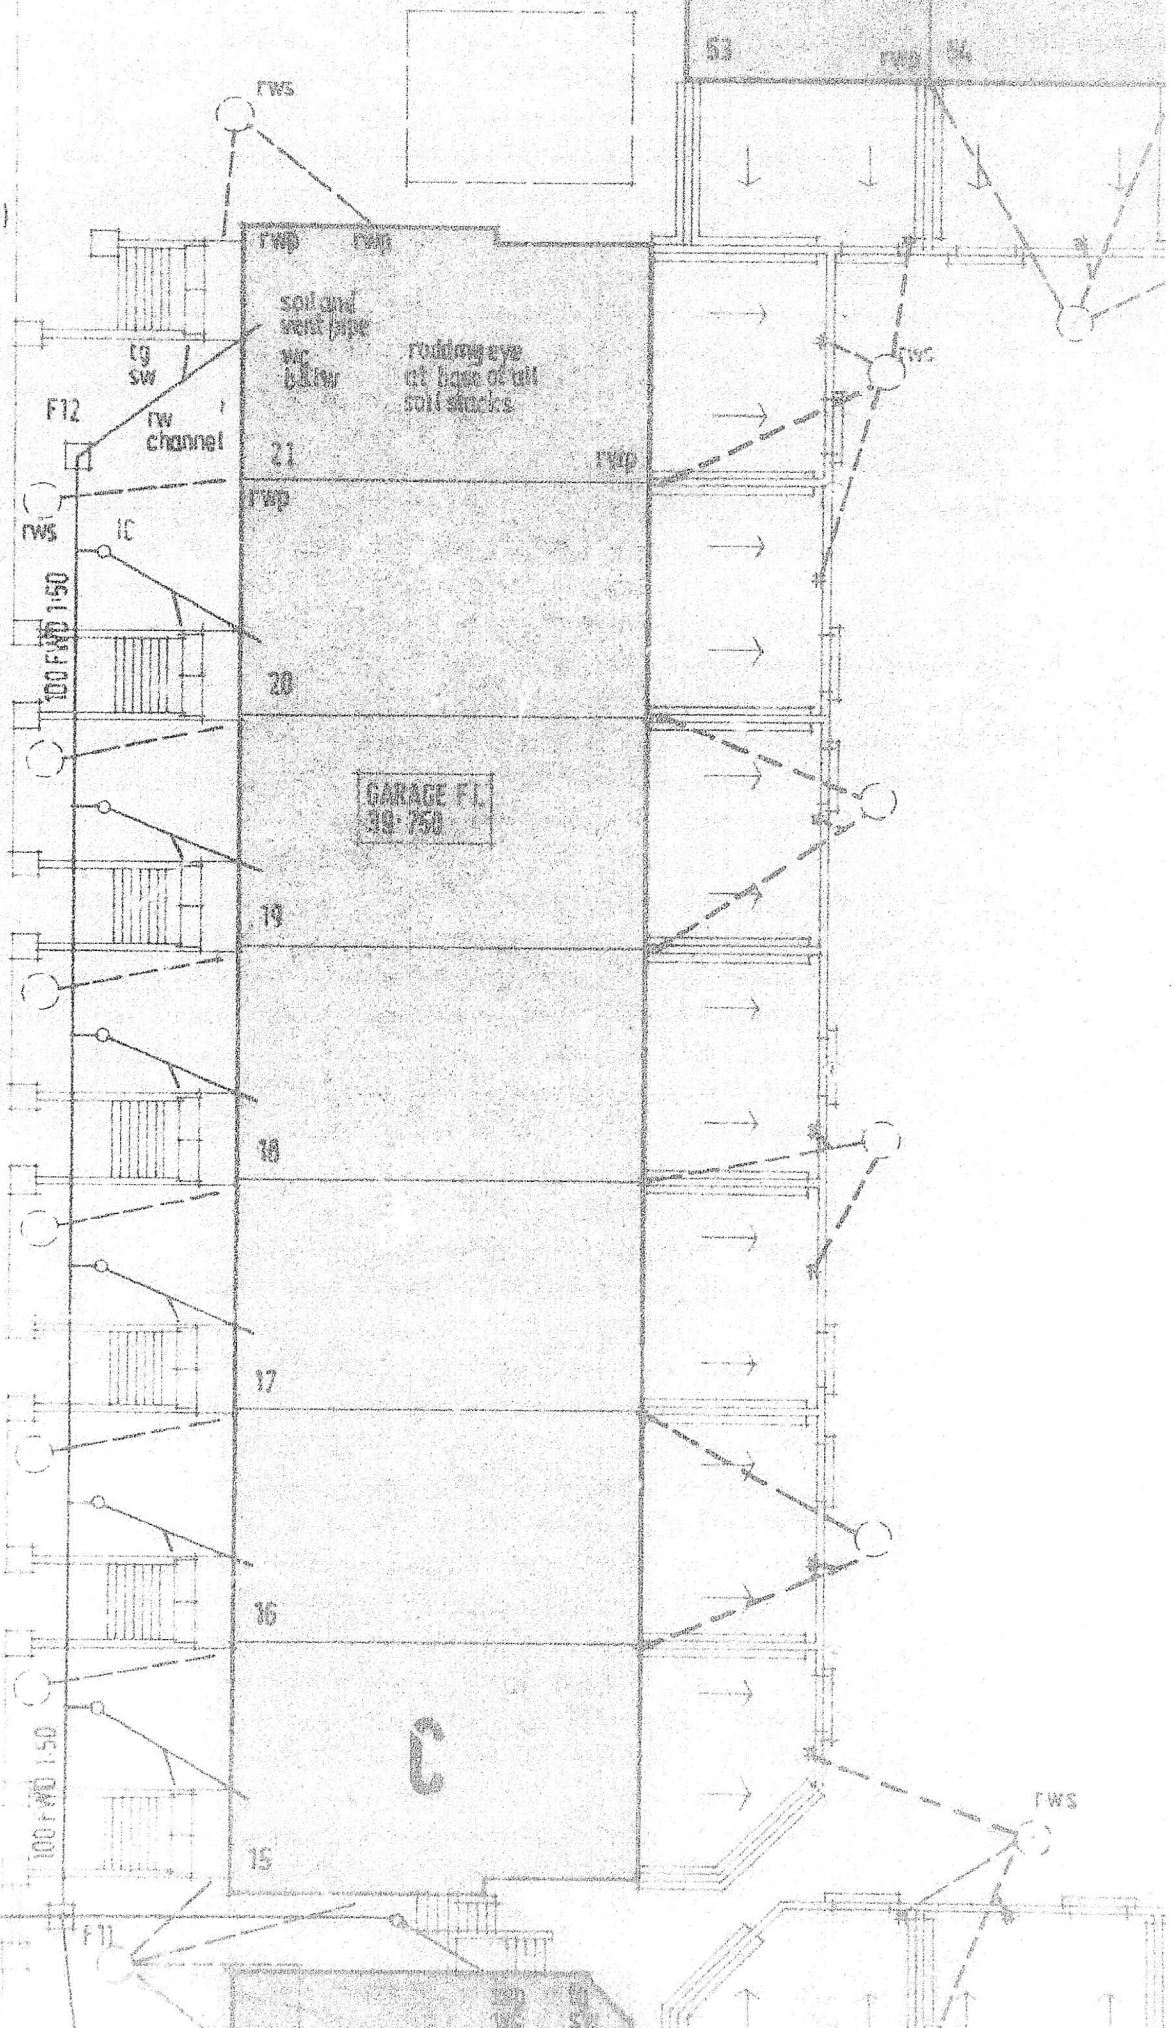 53
rwp
54
rws
rwp
rwp
soil and
vent pipe
wc
b
rodding eye
at base of all
soil stacks
tg
sw
F12
rw
channel
21
rwp
rws
rws
rwp
IC
100 FWD 1·50
20
GARAGE F.L.
39·750
19
18
17
16
C
100 FWD 1·50
15
rws
F11